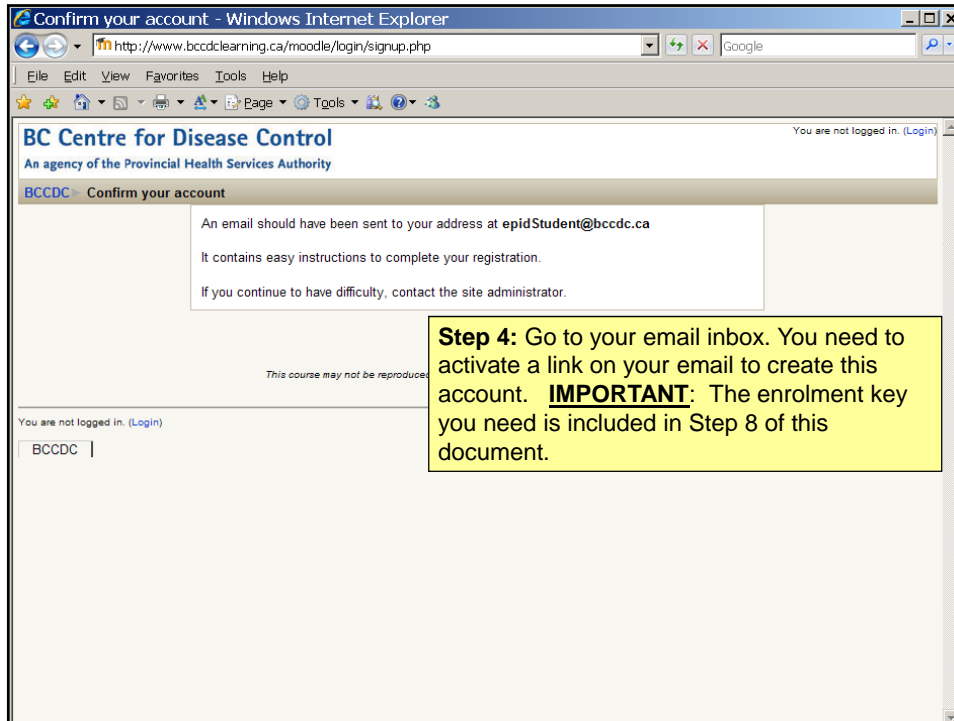 Confirm your account - Windows Internet Explorer
http://www.bccdclearning.ca/moodle/login/signup.php
Google
File Edit View Favorites Tools Help
Page Tools
BC Centre for Disease Control
You are not logged in. (Login)
An agency of the Provincial Health Services Authority
BCCDC Confirm your account
An email should have been sent to your address at epidStudent@bccdc.ca
It contains easy instructions to complete your registration.
If you continue to have difficulty, contact the site administrator.
This course may not be reproduced
Step 4: Go to your email inbox. You need to
activate a link on your email to create this
account. IMPORTANT: The enrolment key
you need is included in Step 8 of this
document.
You are not logged in. (Login)
BCCDC